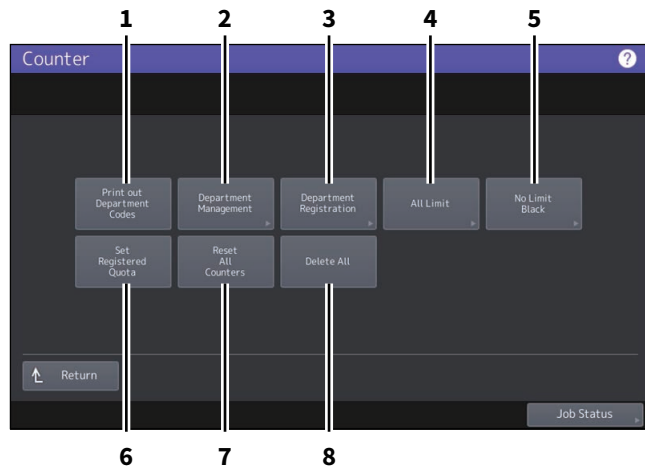 1 2 3 4 5
Counter ?
Print out
Department
Codes
Department
Management
Department
Registration
All Limit
No Limit
Black
Set
Registered
Quota
Reset
All
Counters
Delete All
Return
Job Status
6 7 8